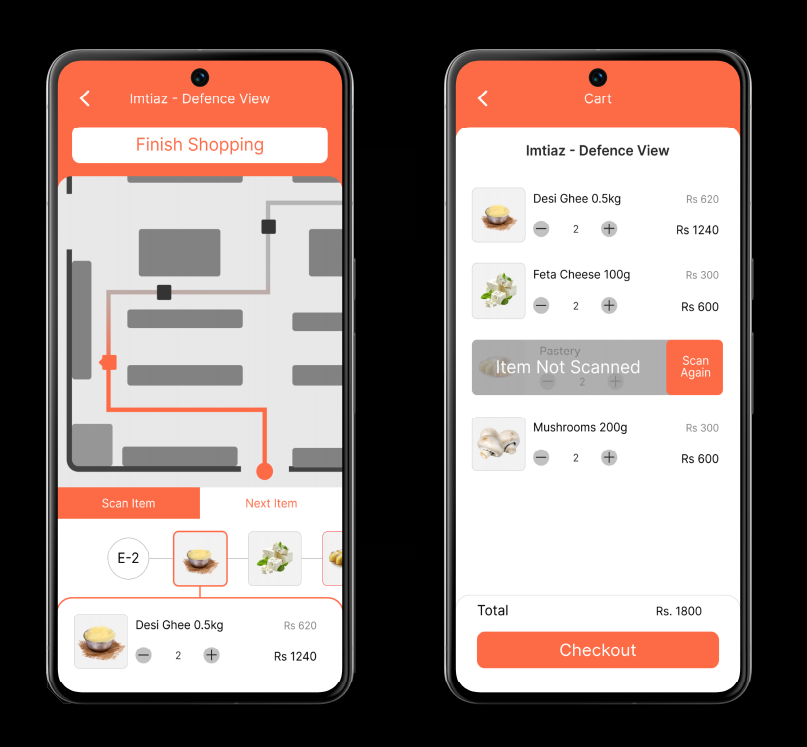 Imtiaz - Defence View
Finish Shopping
Scan Item
Next Item
E-2
Desi Ghee 0.5kg
Rs 620
2
Rs 1240
Cart
Imtiaz - Defence View
Desi Ghee 0.5kg
Rs 620
2
Rs 1240
Feta Cheese 100g
Rs 300
2
Rs 600
Pastery
Item Not Scanned
2
Scan
Again
Mushrooms 200g
Rs 300
2
Rs 600
Total
Rs. 1800
Checkout